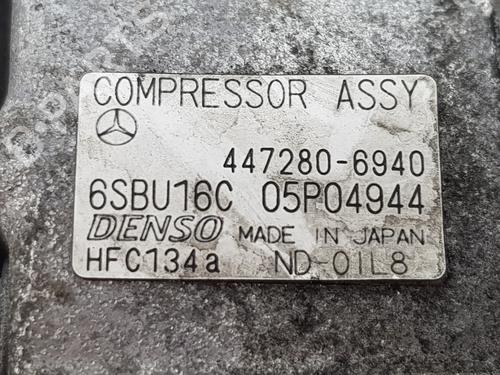 COMPRESSOR ASSY
447280-6940
6SBU16C 05P04944
DENSO MADE IN JAPAN
HFC134a ND-OIL8